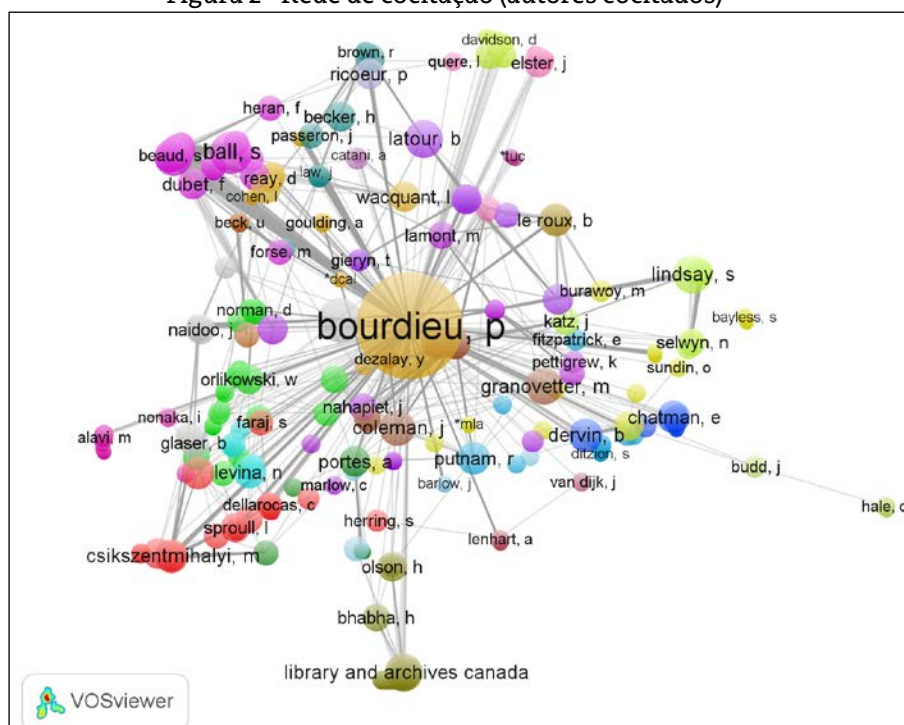 Figura 2 - Rede de cocitação (autores cocitados)
davidson, d
brown, r
quere, l
elster, j
ricoeur, p
heran, f
becker, h
passeron, j
latour, b
beaud, s
ball, s
catani, a
*tuc
dubet, f
reay, d
law, j
cohen, l
wacquant, l
le roux, b
beck, u
goulding, a
lamont, m
forse, m
gieryn, t
lindsay, s
*dcal
burawoy, m
norman, d
bourdieu, p
katz, j
bayless, s
naidoo, j
fitzpatrick, e
selwyn, n
dezalay, y
pettigrew, k
sundin, o
orlikowski, w
granovetter, m
nahapiet, j
nonaka, i
faraj, s
coleman, j
*mla
chatman, e
alavi, m
glaser, b
dervin, b
ditzion, s
levina, n
portes, a
putnam, r
budd, j
marlow, c
barlow, j
van dijk, j
dellarocas, c
hale, c
sproull, l
herring, s
lenhart, a
csikszentmihalyi, m
olson, h
bhabha, h
library and archives canada
VOSviewer